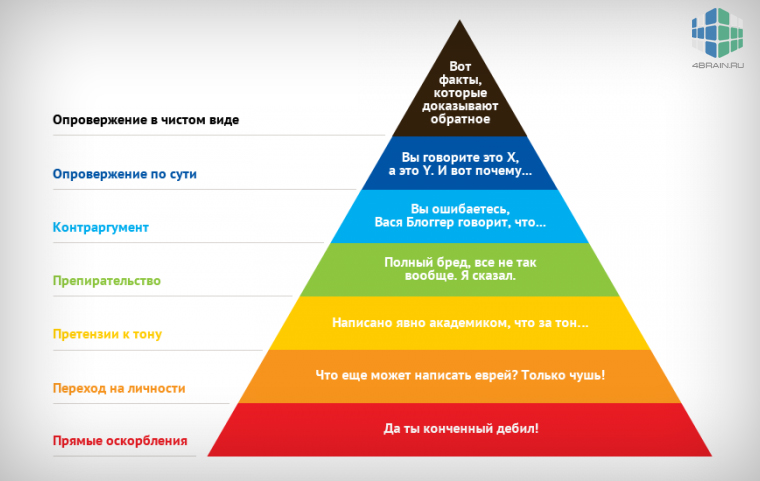 4BRAIN.RU
Вот
факты,
которые
доказывают
обратное
Опровержение в чистом виде
Вы говорите это X,
а это Y. И вот почему...
Опровержение по сути
Вы ошибаетесь,
Вася Блоггер говорит, что...
Контраргумент
Полный бред, все не так
вообще. Я сказал.
Препирательство
Написано явно академиком, что за тон...
Претензии к тону
Что еще может написать еврей? Только чушь!
Переход на личности
Да ты конченный дебил!
Прямые оскорбления